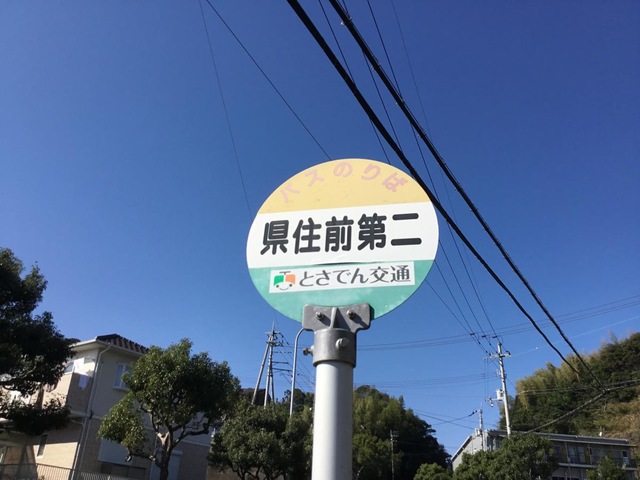 バスのりば
県住前第二
とさでん交通